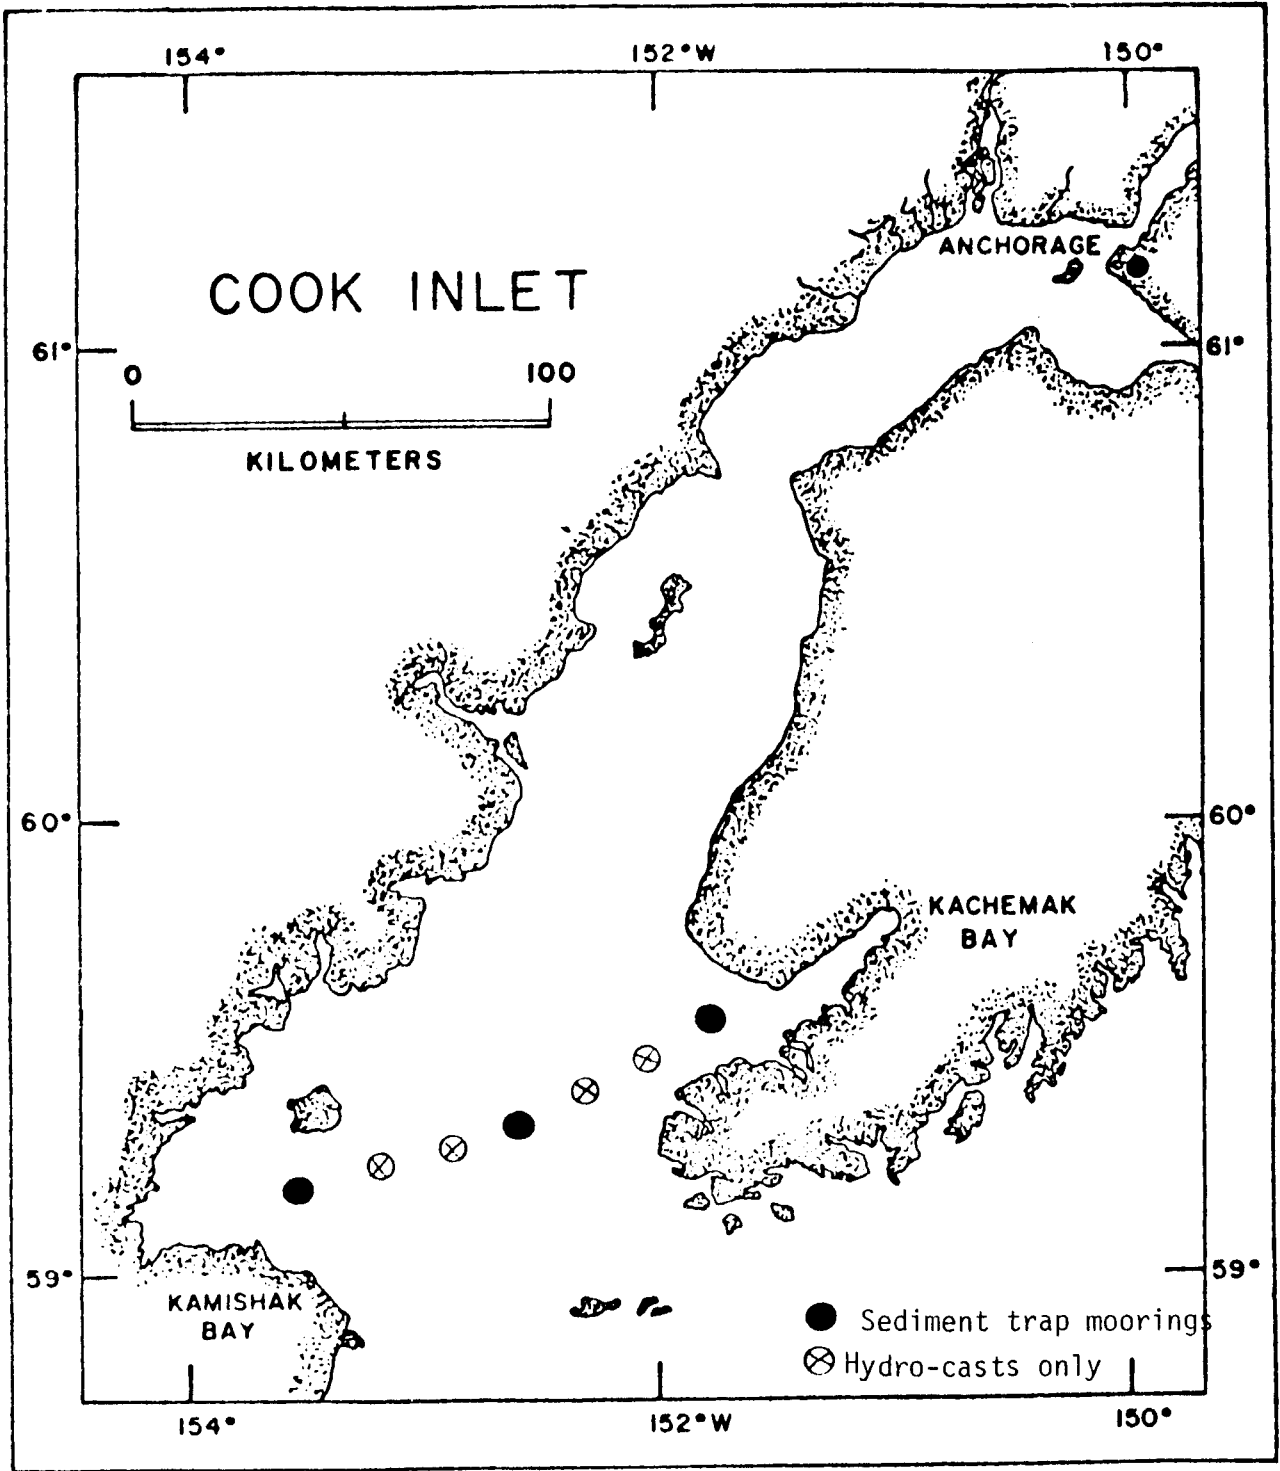 154° 152°W 150°
ANCHORAGE
COOK INLET
61° 61°
0 100
KILOMETERS
60° 60°
KACHEMAK
BAY
59° 59°
KAMISHAK
BAY
Sediment trap moorings
Hydro-casts only
154° 152°W 150°